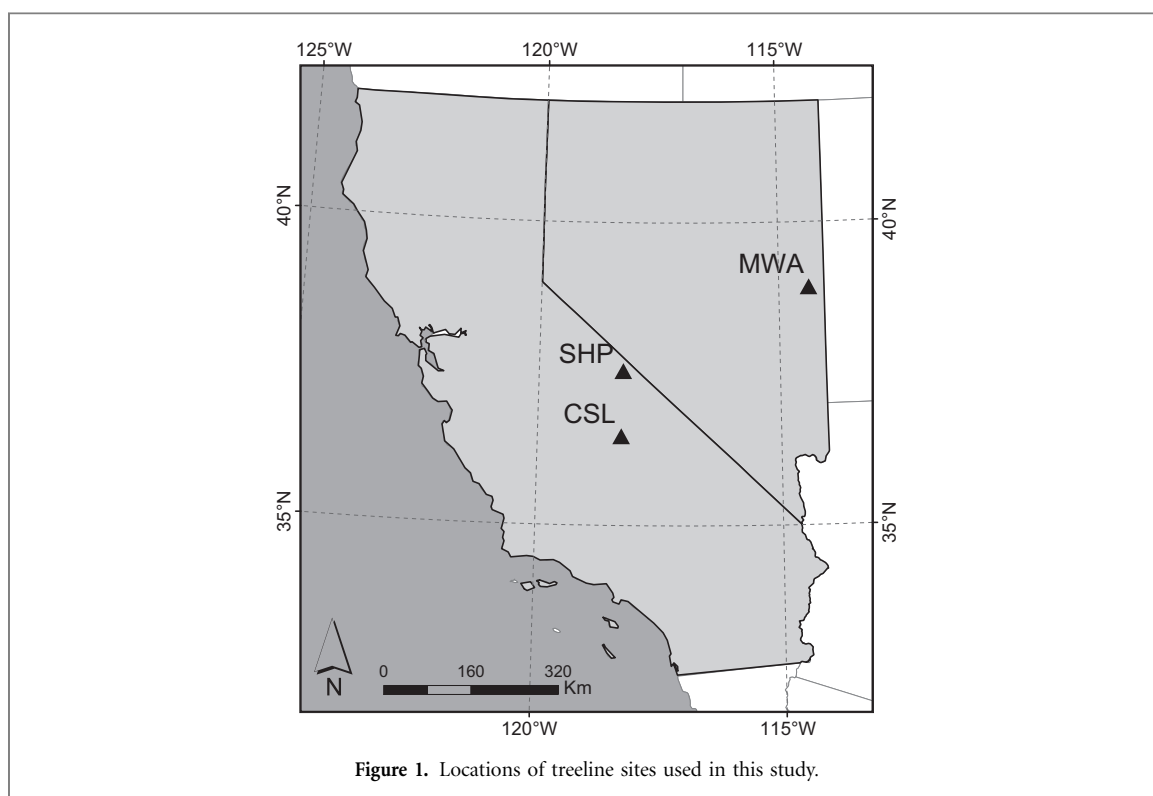 125°W 120°W 115°W
40°N 40°N
MWA
SHP
CSL
35°N 35°N
0 160 320
Km
N
120°W 115°W
Figure 1. Locations of treeline sites used in this study.